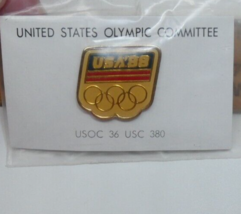 UNITED STATES OLYMPIC COMMITTEE
USA88
USOC 36 USC 380